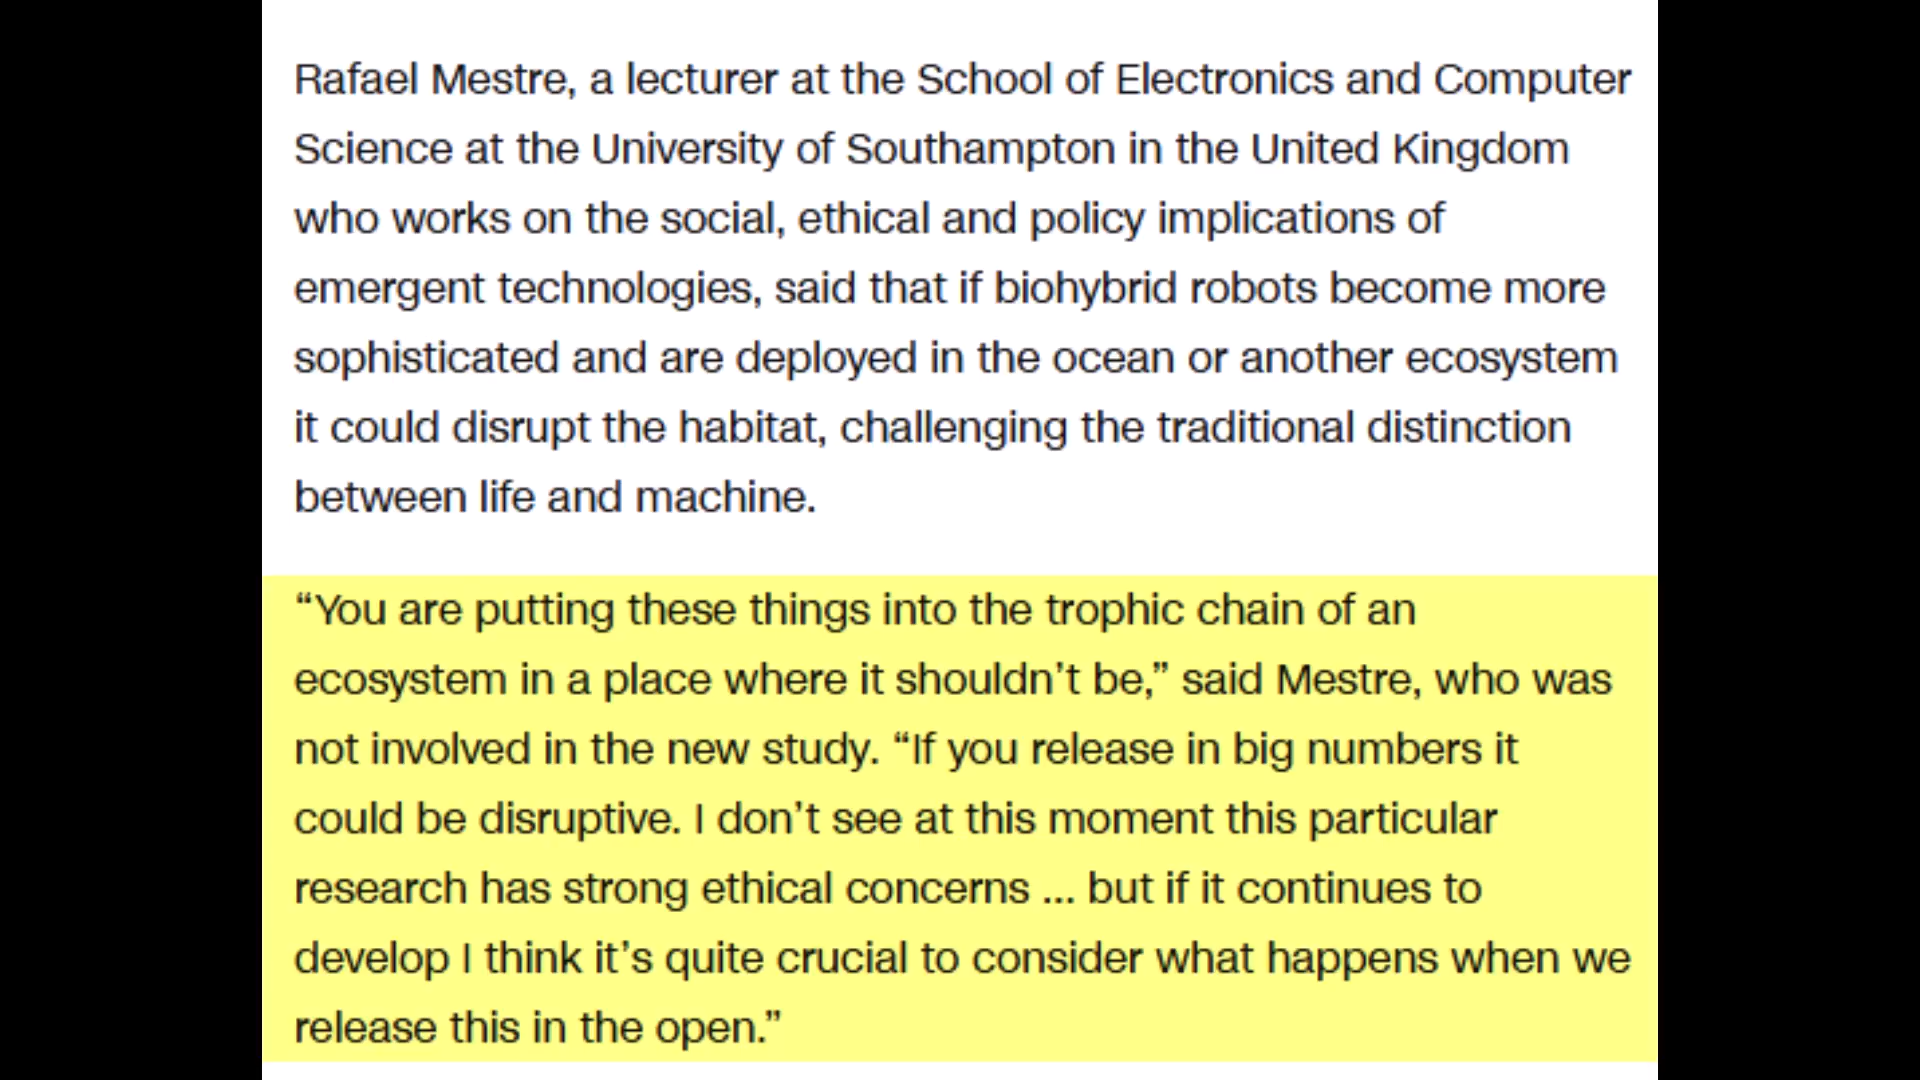 Rafael Mestre, a lecturer at the School of Electronics and Computer
Science at the University of Southampton in the United Kingdom
who works on the social, ethical and policy implications of
emergent technologies, said that if biohybrid robots become more
sophisticated and are deployed in the ocean or another ecosystem
it could disrupt the habitat, challenging the traditional distinction
between life and machine.
“You are putting these things into the trophic chain of an
ecosystem in a place where it shouldn’t be,” said Mestre, who was
not involved in the new study. “If you release in big numbers it
could be disruptive. I don’t see at this moment this particular
research has strong ethical concerns ... but if it continues to
develop I think it’s quite crucial to consider what happens when we
release this in the open.”